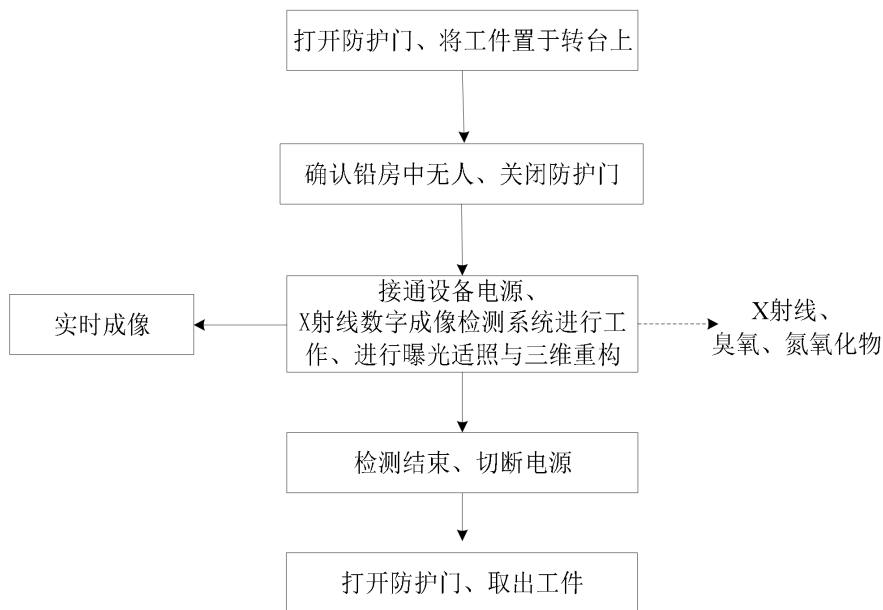 打开防护门、将工件置于转台上
确认铅房中无人、关闭防护门
接通设备电源、
X射线数字成像检测系统进行工
作、进行曝光适照与三维重构
实时成像
X射线、
臭氧、氮氧化物
检测结束、切断电源
打开防护门、取出工件